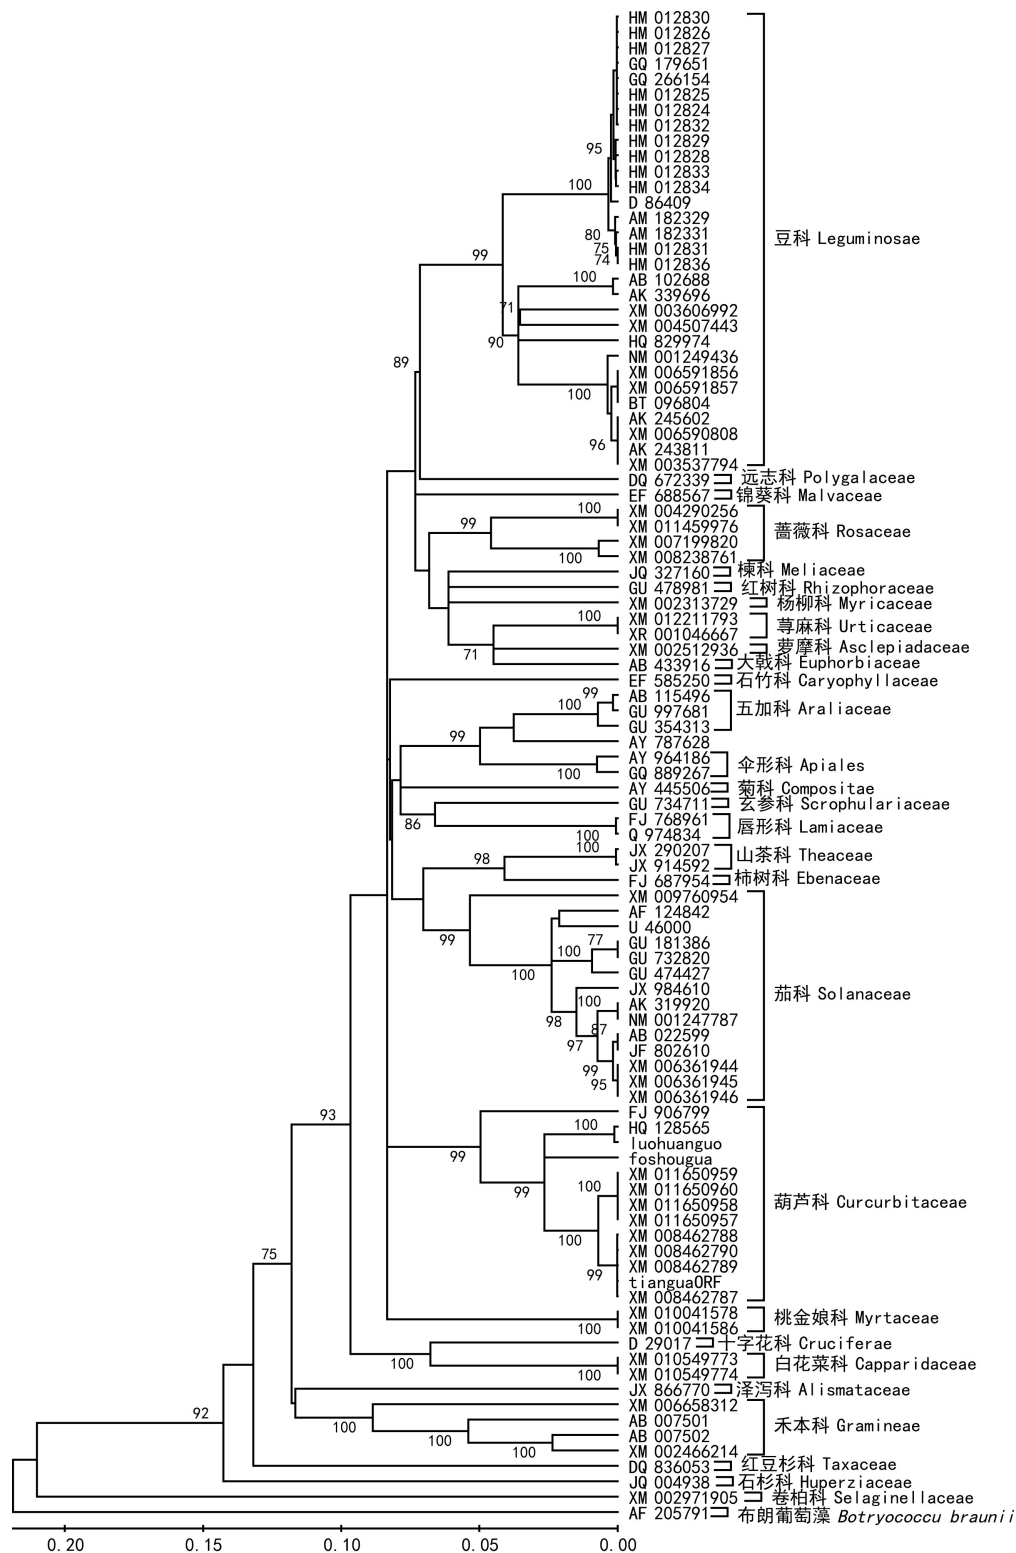 HM 012830
HM 012826
HM 012827
GQ 179651
GQ 266154
HM 012825
HM 012824
HM 012832
HM 012829
95
HM 012828
HM 012833
100
HM 012834
D 86409
AM 182329
80
AM 182331
豆科 Leguminosae
75
HM 012831
99
74
HM 012836
100
AB 102688
AK 339696
71
XM 003606992
XM 004507443
90
HQ 829974
NM 001249436
89
XM 006591856
XM 006591857
100
BT 096804
AK 245602
XM 006590808
96
AK 243811
XM 003537794
DQ 672339
远志科 Polygalaceae
EF 688567
锦葵科 Malvaceae
100
XM 004290256
99
XM 011459976
蔷薇科 Rosaceae
XM 007199820
100
XM 008238761
JQ 327160
楝科 Meliaceae
GU 478981
红树科 Rhizophoraceae
XM 002313729
杨柳科 Myricaceae
100
XM 012211793
荨麻科 Urticaceae
XR 001046667
71
XM 002512936
萝摩科 Asclepiadaceae
AB 433916
大戟科 Euphorbiaceae
EF 585250
石竹科 Caryophyllaceae
99
AB 115496
100
GU 997681
五加科 Araliaceae
GU 354313
99
AY 787628
AY 964186
伞形科 Apiales
100
GQ 889267
AY 445506
菊科 Compositae
GU 734711
玄参科 Scrophulariaceae
86
FJ 768961
唇形科 Lamiaceae
100
Q 974834
100
JX 290207
山茶科 Theaceae
98
JX 914592
FJ 687954
柿树科 Ebenaceae
XM 009760954
AF 124842
U 46000
99
77
GU 181386
100
GU 732820
100
GU 474427
JX 984610
茄科 Solanaceae
100
AK 319920
98
NM 001247787
87
AB 022599
97
JF 802610
99
XM 006361944
95
XM 006361945
XM 006361946
93
FJ 906799
100
HQ 128565
luohuanguo
99
foshougua
XM 011650959
99
100
XM 011650960
XM 011650958
葫芦科 Curcurbitaceae
XM 011650957
100
XM 008462788
75
XM 008462790
99
XM 008462789
tianguaORF
XM 008462787
XM 010041578
桃金娘科 Myrtaceae
100
XM 010041586
D 29017
十字花科 Cruciferae
100
XM 010549773
白花菜科 Capparidaceae
100
XM 010549774
JX 866770
泽泻科 Alismataceae
XM 006658312
92
100
AB 007501
禾本科 Gramineae
100
AB 007502
100
XM 002466214
DQ 836053
红豆杉科 Taxaceae
JQ 004938
石杉科 Huperziaceae
XM 002971905
卷柏科 Selaginellaceae
AF 205791
布朗葡萄藻 Botryococcu braunii
0.20 0.15 0.10 0.05 0.00